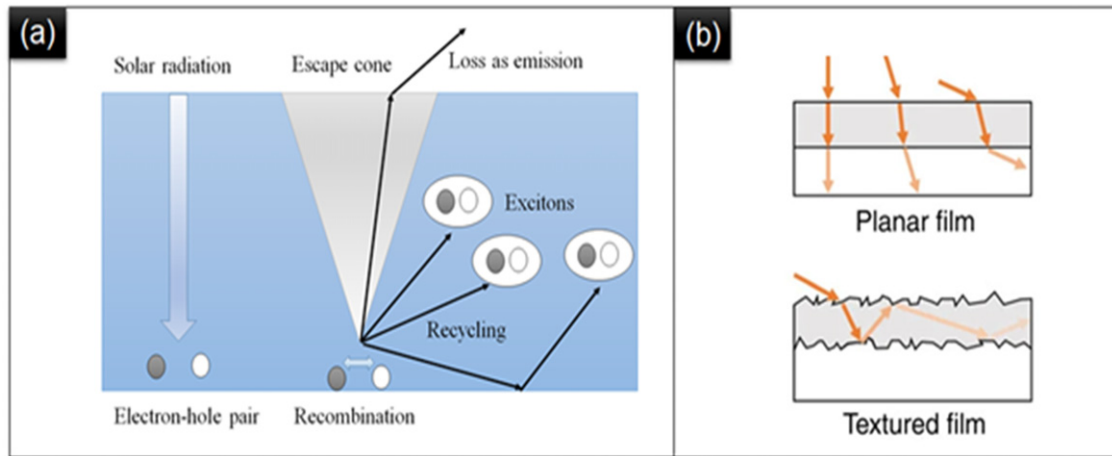 (a)
Solar radiation
Escape cone
Loss as emission
Excitons
Recycling
Electron-hole pair
Recombination
(b)
Planar film
Textured film